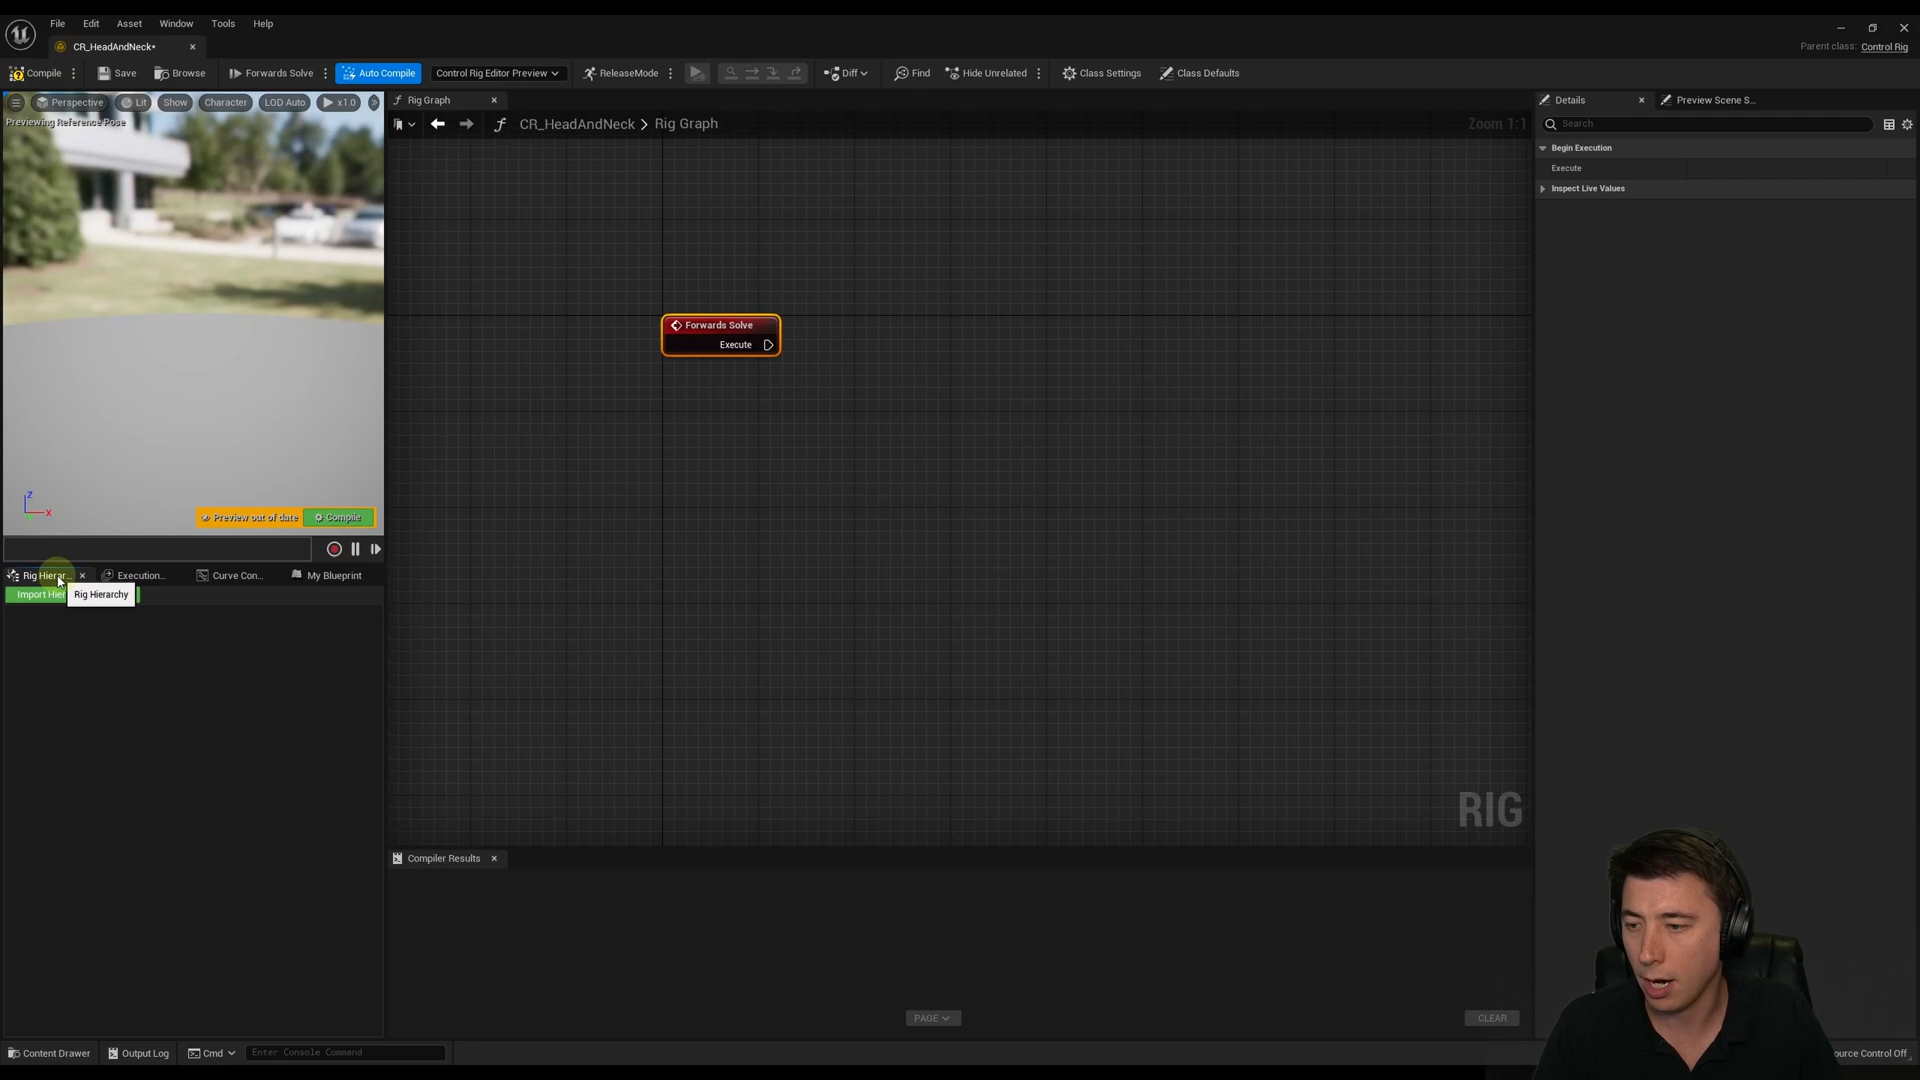 File Edit Asset Window Tools Help
CR_HeadAndNeck*
Parent class: Control Rig
Compile Save Browse Forwards Solve Auto Compile Control Rig Editor Preview ReleaseMode Diff Find Hide Unrelated Class Settings Class Defaults
Perspective Lit Show Character LOD Auto x1.0
Previewing Reference Pose
Rig Graph
CR_HeadAndNeck > Rig Graph
Zoom 1:1
Details Preview Scene S...
Search
Begin Execution
Execute
Inspect Live Values
Forwards Solve
Execute
Z
X
Preview out of date Compile
Rig Hierar... Execution... Curve Con... My Blueprint
Import Hier
Rig Hierarchy
RIG
Compiler Results
PAGE
CLEAR
Content Drawer Output Log Cmd Enter Console Command
ource Control Off